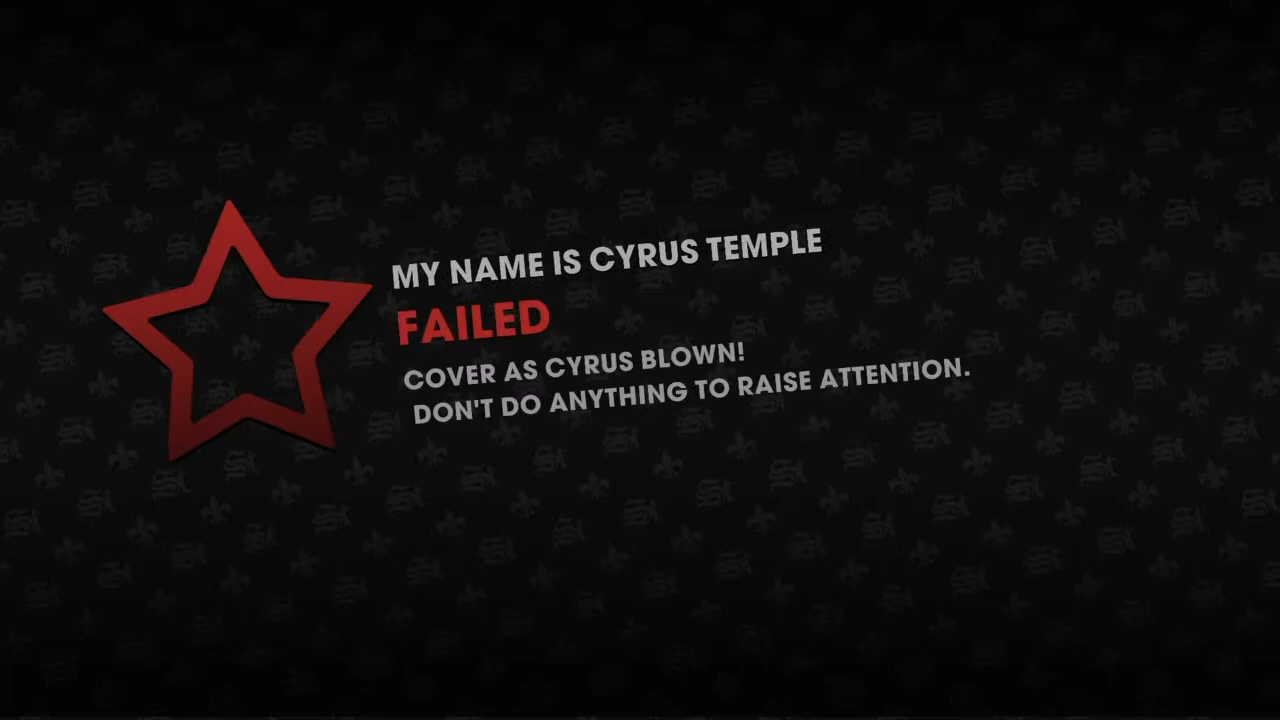 MY NAME IS CYRUS TEMPLE
FAILED
COVER AS CYRUS BLOWN!
DON'T DO ANYTHING TO RAISE ATTENTION.